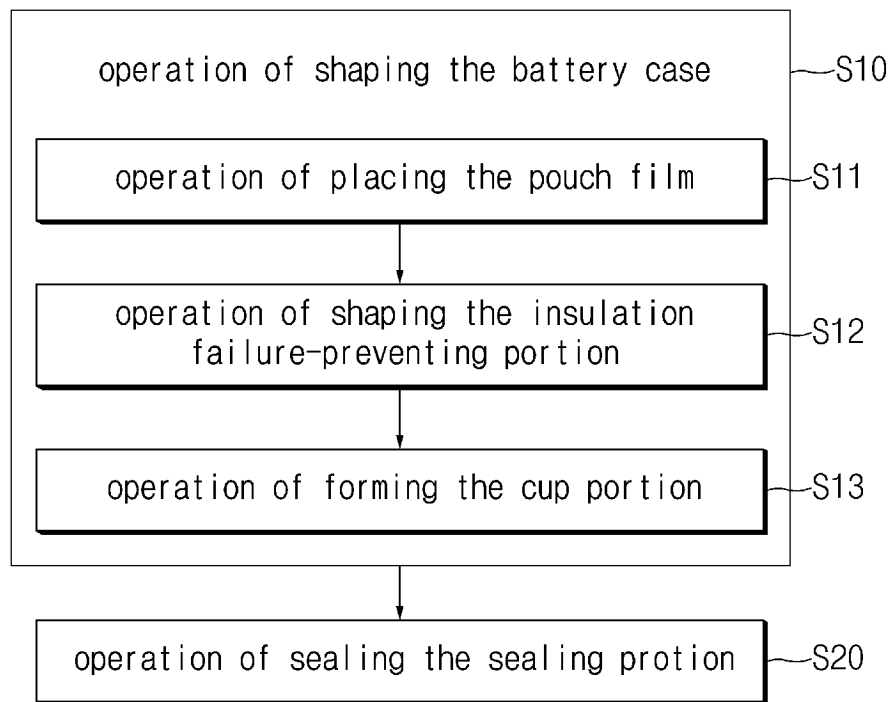 operation of shaping the battery case S10
operation of placing the pouch film S11
operation of shaping the insulation
failure-preventing portion S12
operation of forming the cup portion S13
operation of sealing the sealing protion S20